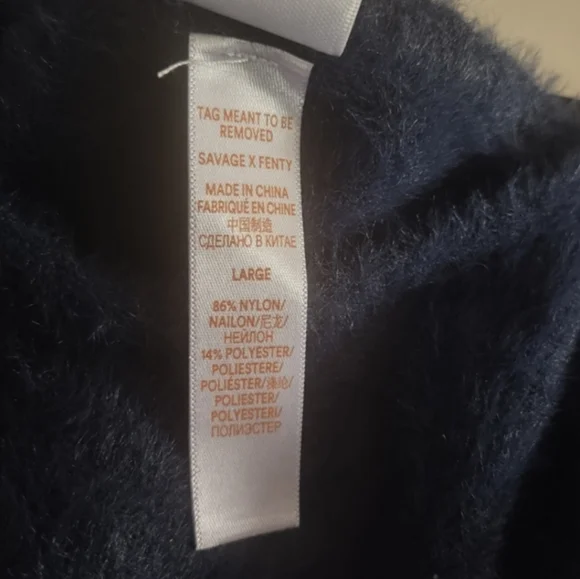 TAG MEANT TO BE
REMOVED
SAVAGE X FENTY
MADE IN CHINA
FABRIQUÉ EN CHINE
中国制造
СДЕЛАНО В КИТАЕ
LARGE
86% NYLON/
NAILON/尼龙/
НЕЙЛОН
14% POLYESTER/
POLIESTERE/
POLIÉSTER/涤纶/
POLIESTER/
POLYESTERI/
ПОЛИЭСТЕР